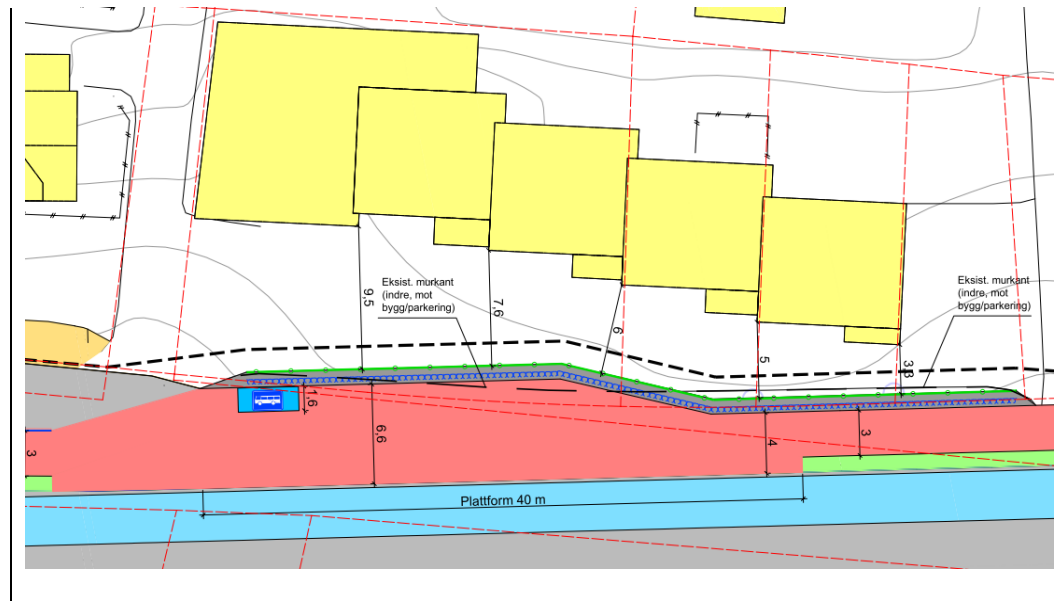 Eksist. murkant
(indre, mot
bygg/parkering)
Eksist. murkant
(indre, mot
bygg/parkering)
9,5
7,6
6
5
3,3
1,6
6,6
4
3
3
Plattform 40 m